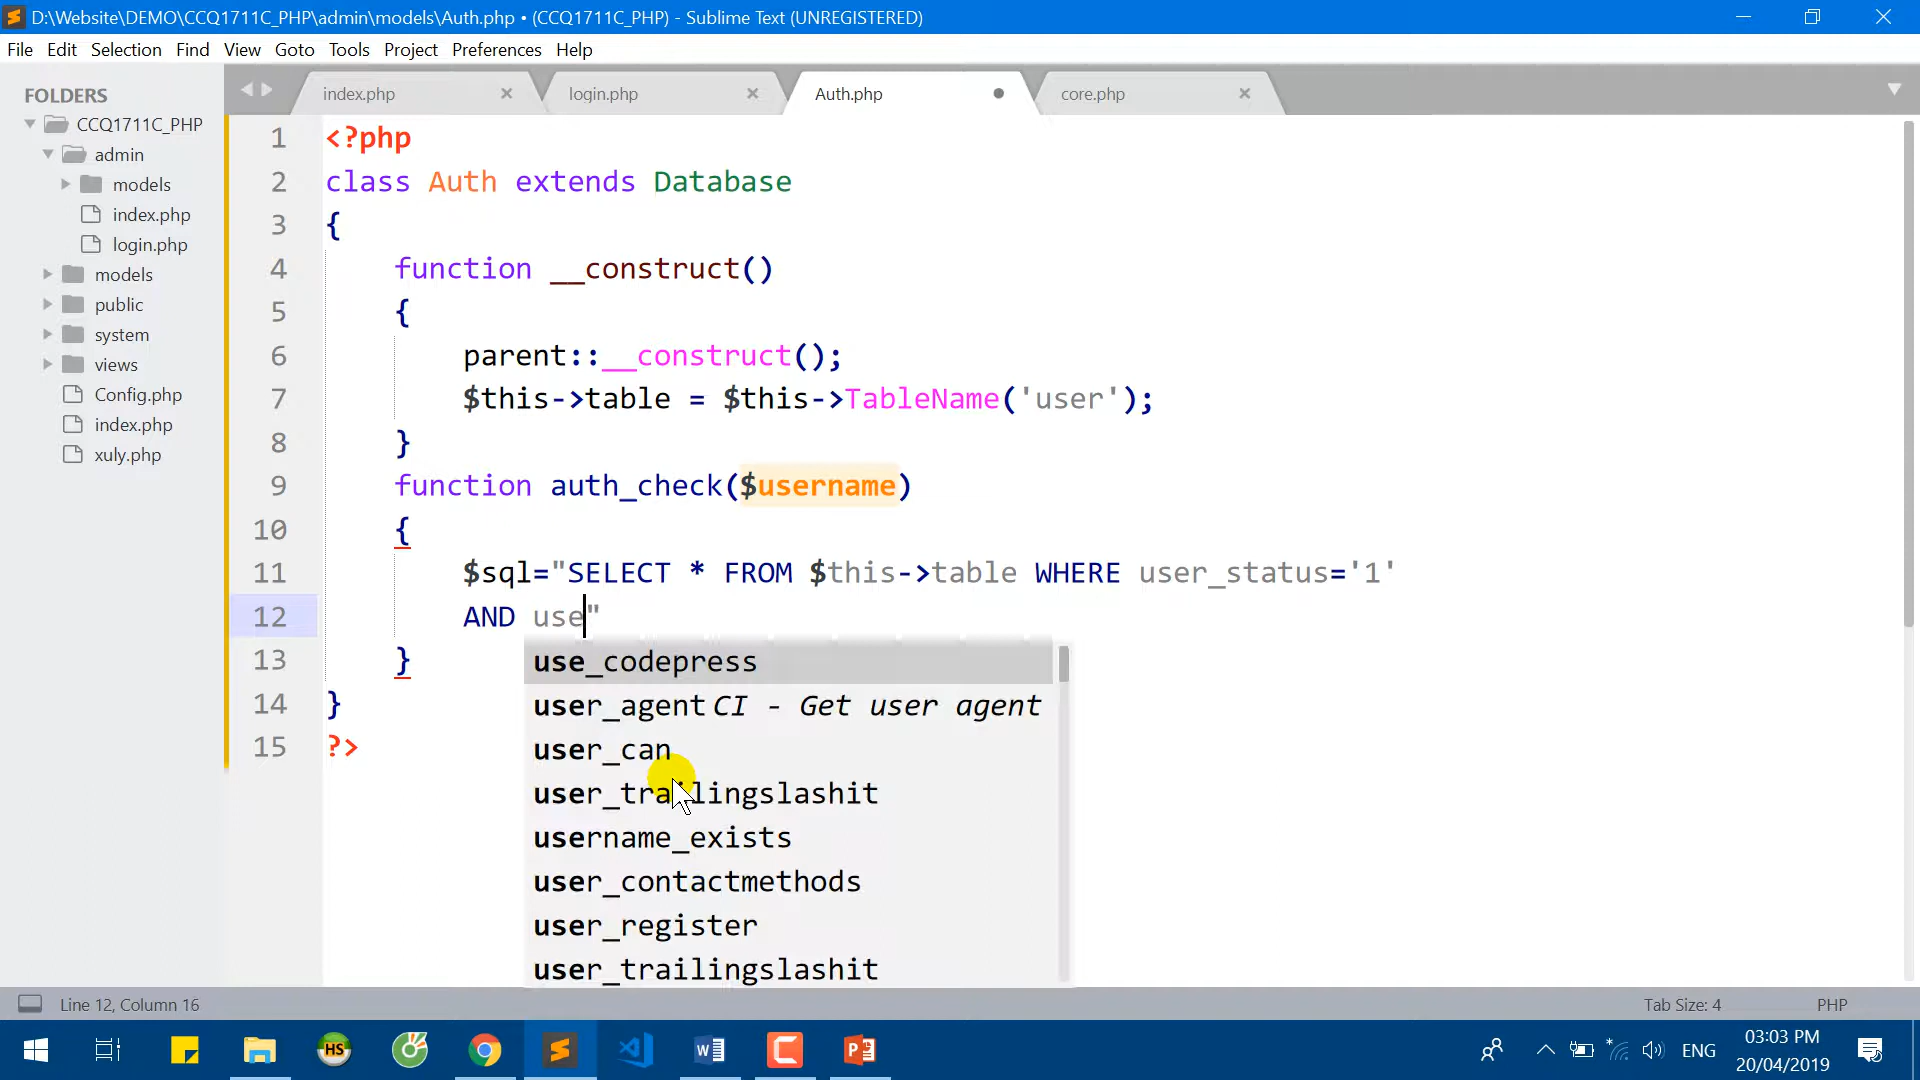 D:\Website\DEMO\CCQ1711C_PHP\admin\models\Auth.php • (CCQ1711C_PHP) - Sublime Text (UNREGISTERED)
File Edit Selection Find View Goto Tools Project Preferences Help
FOLDERS
CCQ1711C_PHP
admin
models
index.php
login.php
models
public
system
views
Config.php
index.php
xuly.php
index.php login.php Auth.php core.php
1 <?php
2 class Auth extends Database
3 {
4 function __construct()
5 {
6 parent::__construct();
7 $this->table = $this->TableName('user');
8 }
9 function auth_check($username)
10 {
11 $sql="SELECT * FROM $this->table WHERE user_status='1'
12 AND use"
13 }
14 }
15 ?>
use_codepress
user_agent CI - Get user agent
user_can
user_trailingslashit
username_exists
user_contactmethods
user_register
user_trailingslashit
Line 12, Column 16 Tab Size: 4 PHP
HS
ENG
03:03 PM
20/04/2019